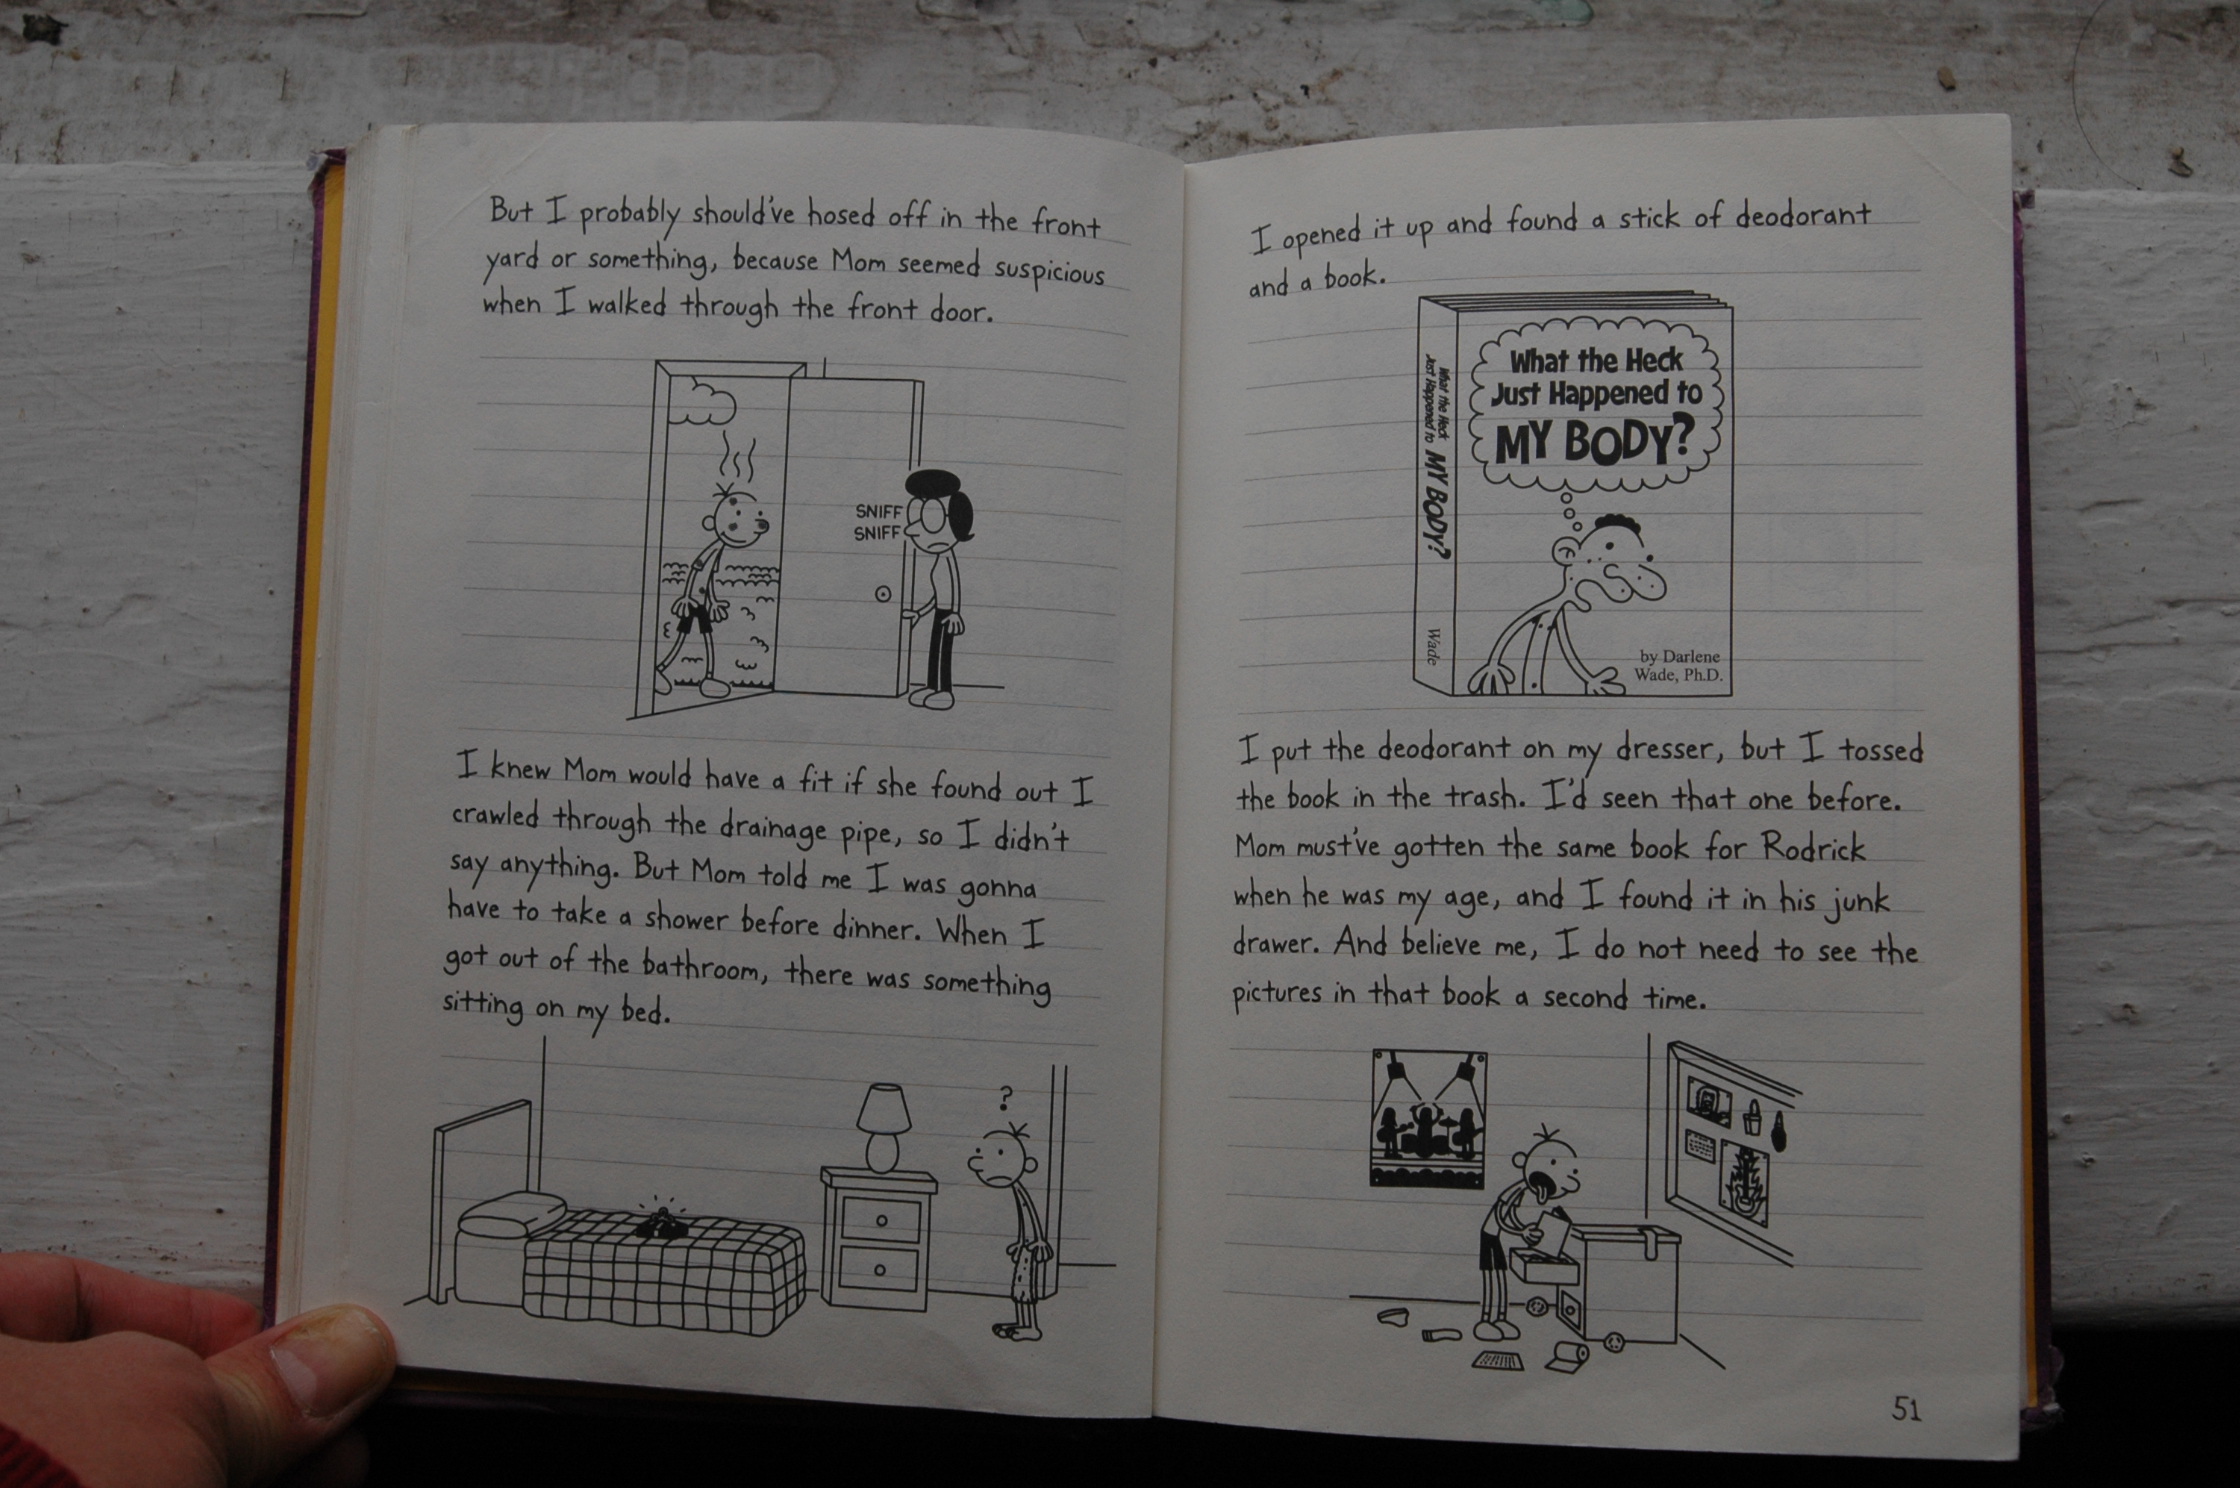 But I probably should've hosed off in the front
yard or something, because Mom seemed suspicious
when I walked through the front door.
SNIFF
SNIFF
I knew Mom would have a fit if she found out I
crawled through the drainage pipe, so I didn't
say anything. But Mom told me I was gonna
have to take a shower before dinner. When I
got out of the bathroom, there was something
sitting on my bed.
?
I opened it up and found a stick of deodorant
and a book.
What the Heck
Just Happened to
MY BODY?
What the Heck
Just Happened to
MY BODY?
Wade
by Darlene
Wade, Ph.D.
I put the deodorant on my dresser, but I tossed
the book in the trash. I'd seen that one before.
Mom must've gotten the same book for Rodrick
when he was my age, and I found it in his junk
drawer. And believe me, I do not need to see the
pictures in that book a second time.
51